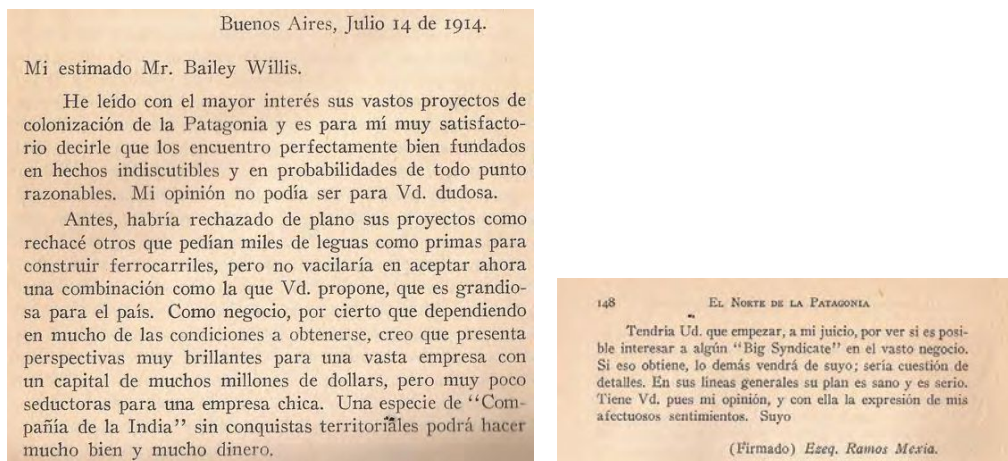 Buenos Aires, Julio 14 de 1914.
Mi estimado Mr. Bailey Willis.
He leído con el mayor interés sus vastos proyectos de
colonización de la Patagonia y es para mí muy satisfacto-
rio decirle que los encuentro perfectamente bien fundados
en hechos indiscutibles y en probabilidades de todo punto
razonables. Mi opinión no podía ser para Vd. dudosa.
Antes, habría rechazado de plano sus proyectos como
rechacé otros que pedían miles de leguas como primas para
construir ferrocarriles, pero no vacilaría en aceptar ahora
una combinación como la que Vd. propone, que es grandio-
sa para el país. Como negocio, por cierto que dependiendo
en mucho de las condiciones a obtenerse, creo que presenta
perspectivas muy brillantes para una vasta empresa con
un capital de muchos millones de dollars, pero muy poco
seductoras para una empresa chica. Una especie de “Com-
pañía de la India” sin conquistas territoriales podrá hacer
mucho bien y mucho dinero.
148 El Norte de la Patagonia
Tendria Ud. que empezar, a mi juicio, por ver si es posi-
ble interesar a algún “Big Syndicate” en el vasto negocio.
Si eso obtiene, lo demás vendrá de suyo; sería cuestión de
detalles. En sus lineas generales su plan es sano y es serio.
Tiene Vd. pues mi opinión, y con ella la expresión de mis
afectuosos sentimientos. Suyo
(Firmado) Ezeq. Ramos Mexia.